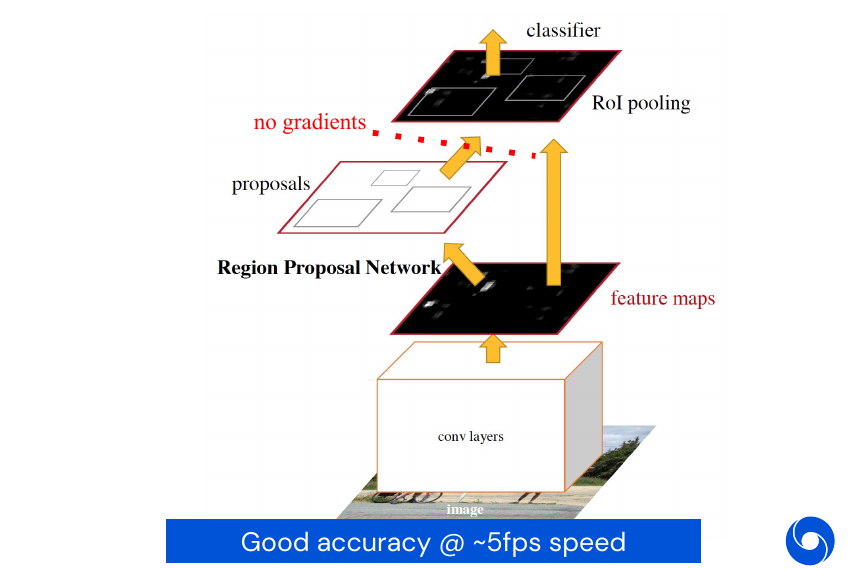 classifier
RoI pooling
no gradients
proposals
Region Proposal Network
feature maps
conv layers
image
Good accuracy @ ~5fps speed